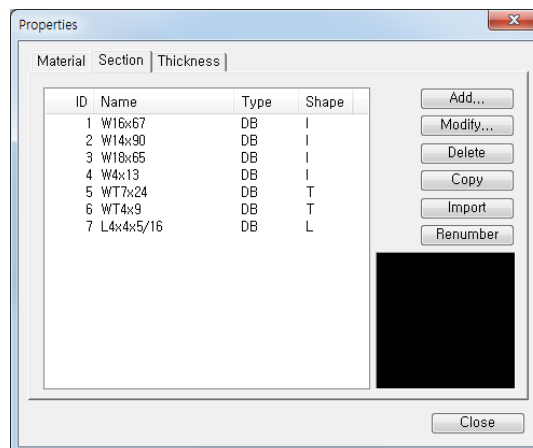 Properties
Material Section Thickness
ID Name Type Shape
1 W16x67 DB I
2 W14x90 DB I
3 W18x65 DB I
4 W4x13 DB I
5 WT7x24 DB T
6 WT4x9 DB T
7 L4x4x5/16 DB L
Add...
Modify...
Delete
Copy
Import
Renumber
Close